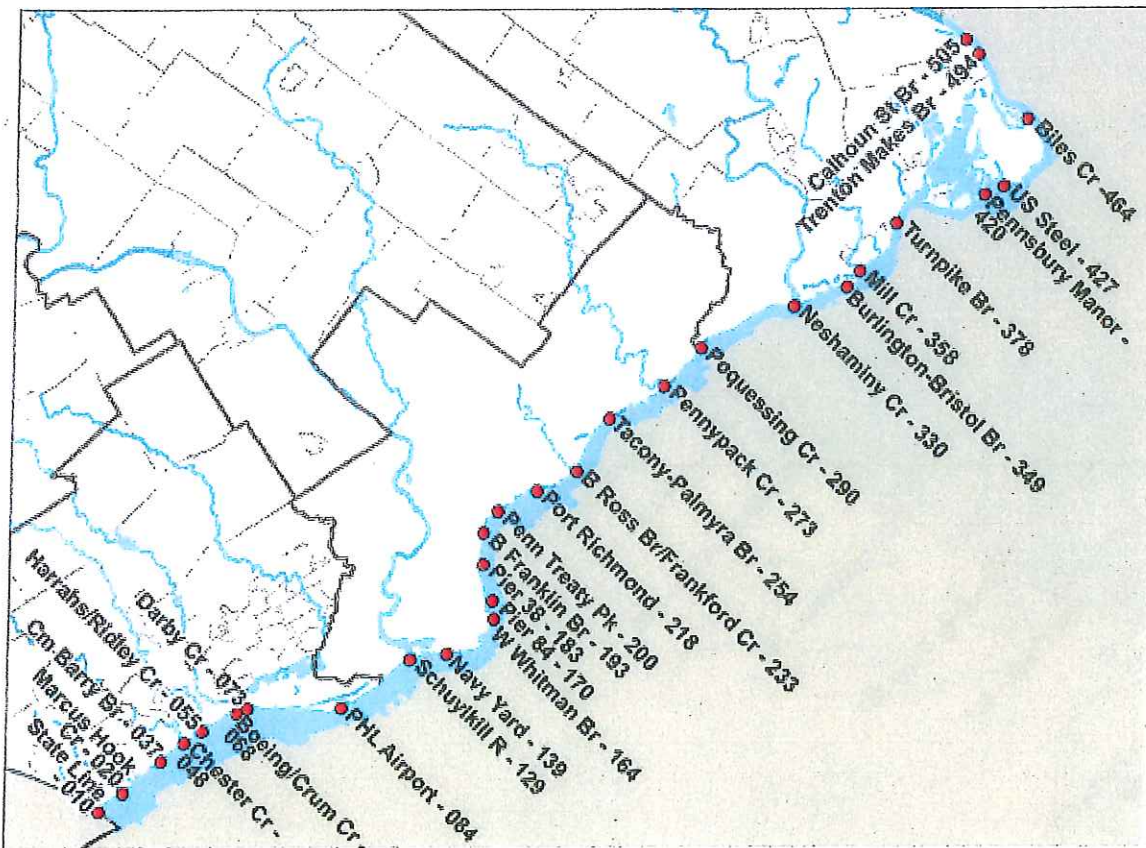 Calhoun St Br - 505
Trenton Makes Br - 494
Biles Cr -464
US Steel - 427
Pennsbury Manor -
420
Turnpike Br - 378
Mill Cr - 358
Burlington-Bristol Br - 349
Neshaminy Cr - 330
Poquessing Cr - 290
Pennypack Cr - 273
Tacony-Palmyra Br - 254
B Ross Br/Frankford Cr - 233
Port Richmond - 218
Penn Treaty Pk - 200
B Franklin Br - 193
Pier 38 - 183
Pier 84 - 170
W Whitman Br - 164
Navy Yard - 139
Schuylkill R - 129
PHL Airport - 084
Darby Cr - 073
Boeing/Crum Cr -
068
Harrahs/Ridley Cr - 055
Chester Cr -
048
Cm Barry Br - 037
Marcus Hook
Cr - 020
State Line
- 010